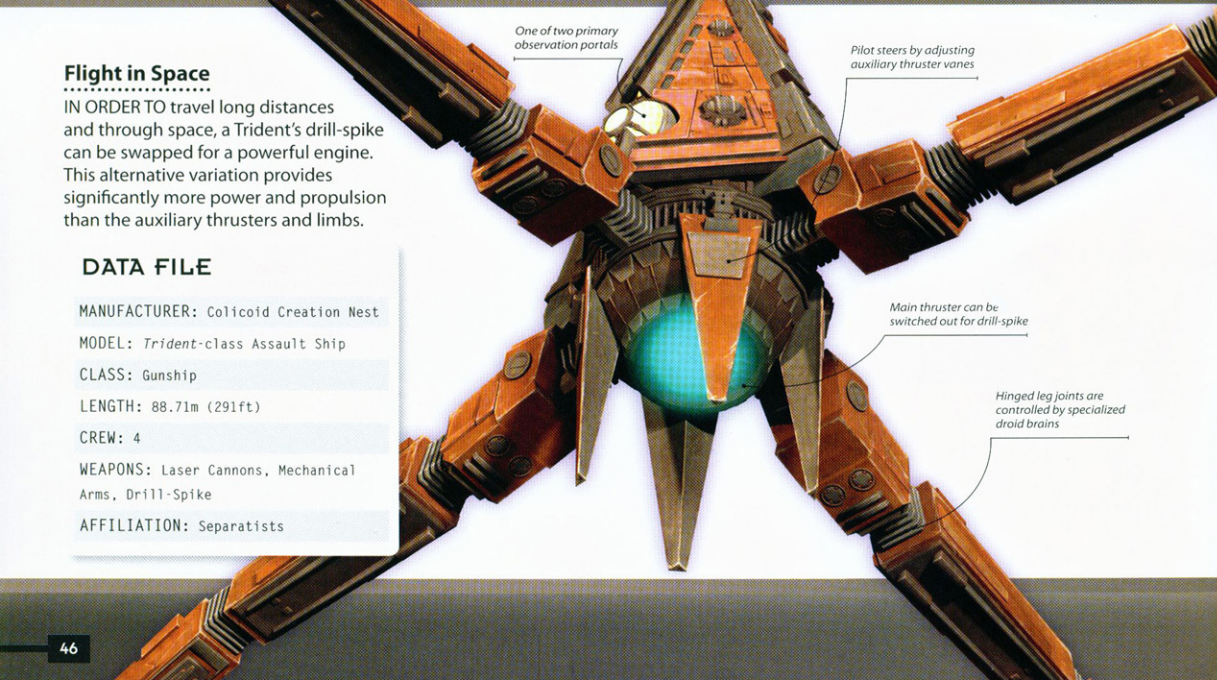 Flight in Space
IN ORDER TO travel long distances
and through space, a Trident's drill-spike
can be swapped for a powerful engine.
This alternative variation provides
significantly more power and propulsion
than the auxiliary thrusters and limbs.
DATA FILE
MANUFACTURER: Colicoid Creation Nest
MODEL: Trident-class Assault Ship
CLASS: Gunship
LENGTH: 88.71m (291ft)
CREW: 4
WEAPONS: Laser Cannons, Mechanical
Arms, Drill-Spike
AFFILIATION: Separatists
One of two primary
observation portals
Pilot steers by adjusting
auxiliary thruster vanes
Main thruster can be
switched out for drill-spike
Hinged leg joints are
controlled by specialized
droid brains
46